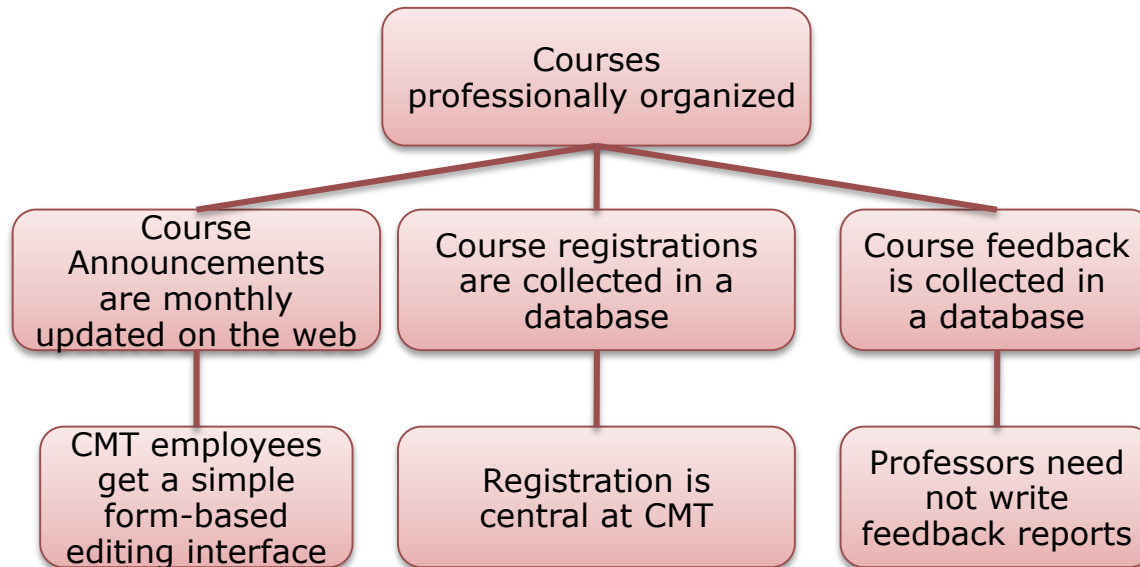 Courses
professionally organized
Course
Announcements
are monthly
updated on the web
Course registrations
are collected in a
database
Course feedback
is collected in
a database
CMT employees
get a simple
form-based
editing interface
Registration is
central at CMT
Professors need
not write
feedback reports